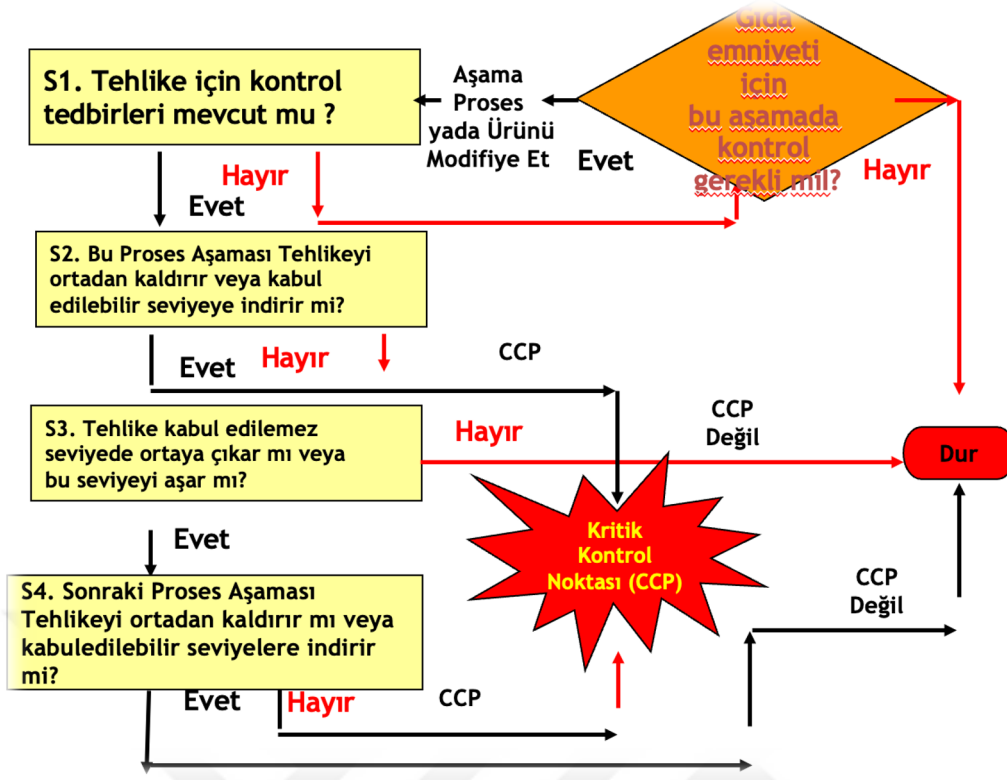 S1. Tehlike için kontrol
tedbirleri mevcut mu ?
Aşama
Proses
yada Ürünü
Modifiye Et
Evet
Gıda
emniveti
için
bu aşamada
kontrol
gerekli mil?
Hayır
Hayır
Evet
S2. Bu Proses Aşaması Tehlikeyi
ortadan kaldırır veya kabul
edilebilir seviyeye indirir mi?
Evet
Hayır
CCP
S3. Tehlike kabul edilemez
seviyede ortaya çıkar mı veya
bu seviyeyi aşar mı?
Hayır
CCP
Değil
Dur
Evet
Kritik
Kontrol
Noktası (CCP)
CCP
Değil
S4. Sonraki Proses Aşaması
Tehlikeyi ortadan kaldırır mı veya
kabuledilebilir seviyelere indirir
mi?
Evet
Hayır
CCP